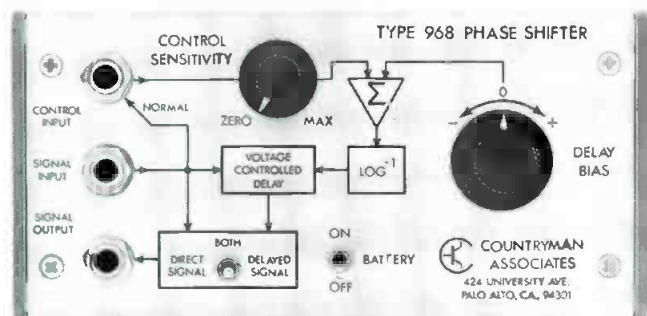 TYPE 968 PHASE SHIFTER
CONTROL
SENSITIVITY
ZERO
MAX
CONTROL
INPUT
NORMAL
Σ
- 0 +
DELAY
BIAS
SIGNAL
INPUT
VOLTAGE
CONTROLLED
DELAY
LOG⁻¹
SIGNAL
OUTPUT
BOTH
DIRECT
SIGNAL
DELAYED
SIGNAL
ON
BATTERY
OFF
COUNTRYMAN
ASSOCIATES
424 UNIVERSITY AVE.
PALO ALTO, CA, 94301